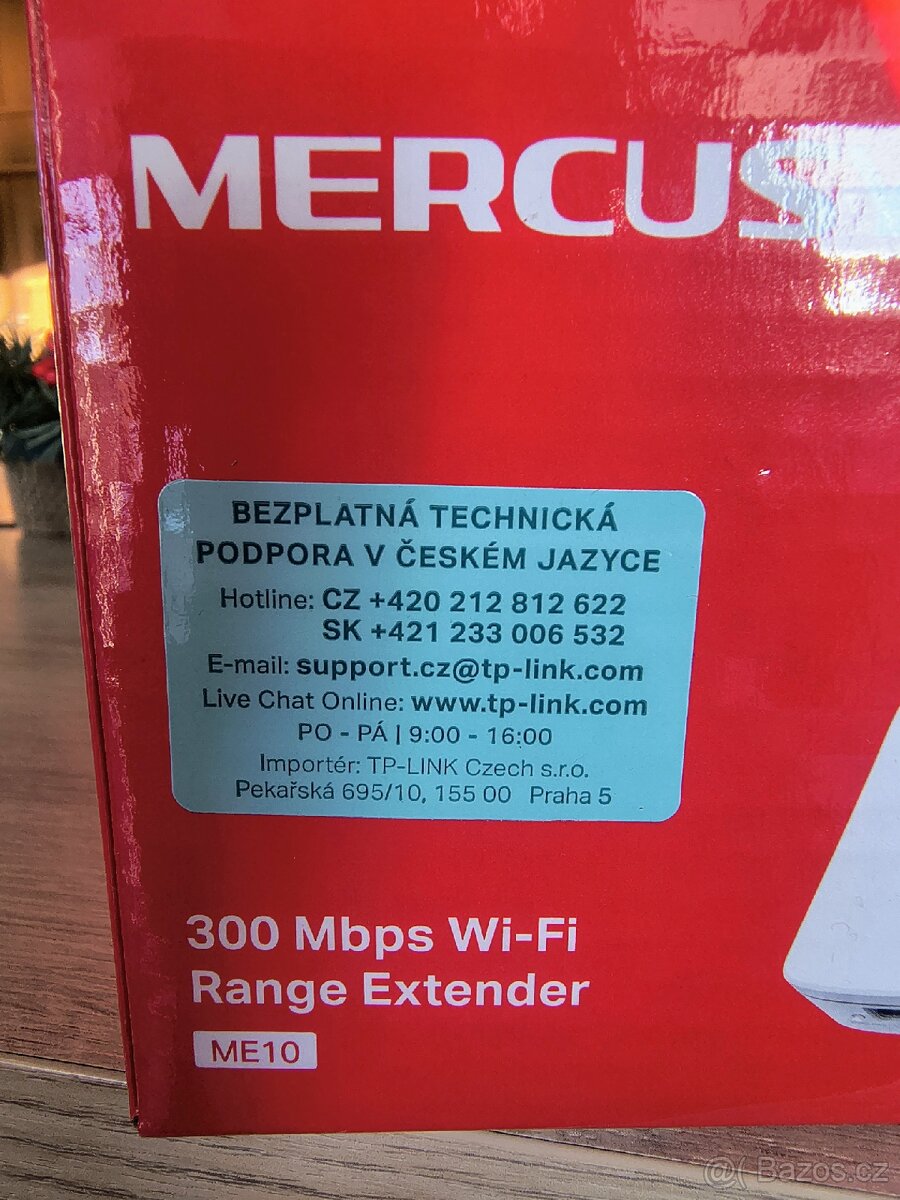 MERCUS
BEZPLATNÁ TECHNICKÁ
PODPORA V ČESKÉM JAZYCE
Hotline: CZ +420 212 812 622
SK +421 233 006 532
E-mail: support.cz@tp-link.com
Live Chat Online: www.tp-link.com
PO - PÁ | 9:00 - 16:00
Importér: TP-LINK Czech s.r.o.
Pekařská 695/10, 155 00 Praha 5
300 Mbps Wi-Fi
Range Extender
ME10
@( Bazos.cz